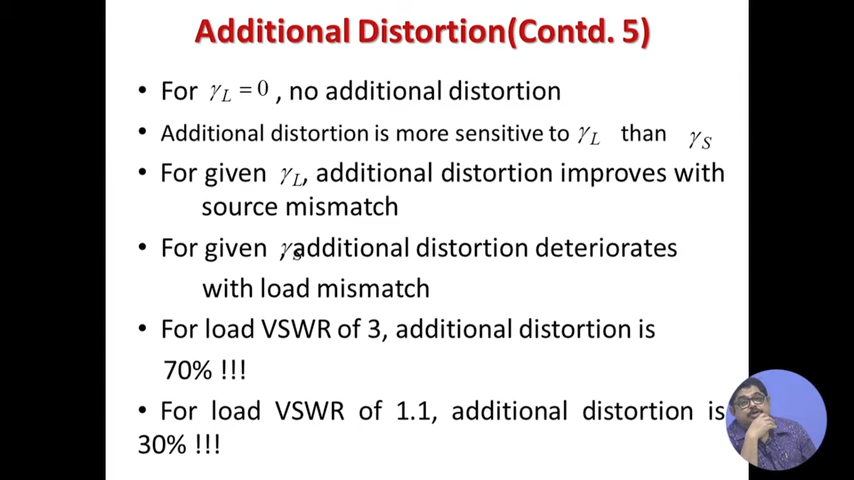 Additional Distortion(Contd. 5)
• For γL = 0 , no additional distortion
• Additional distortion is more sensitive to γL than γS
• For given γL, additional distortion improves with
source mismatch
• For given γS, additional distortion deteriorates
with load mismatch
• For load VSWR of 3, additional distortion is
70% !!!
• For load VSWR of 1.1, additional distortion is
30% !!!